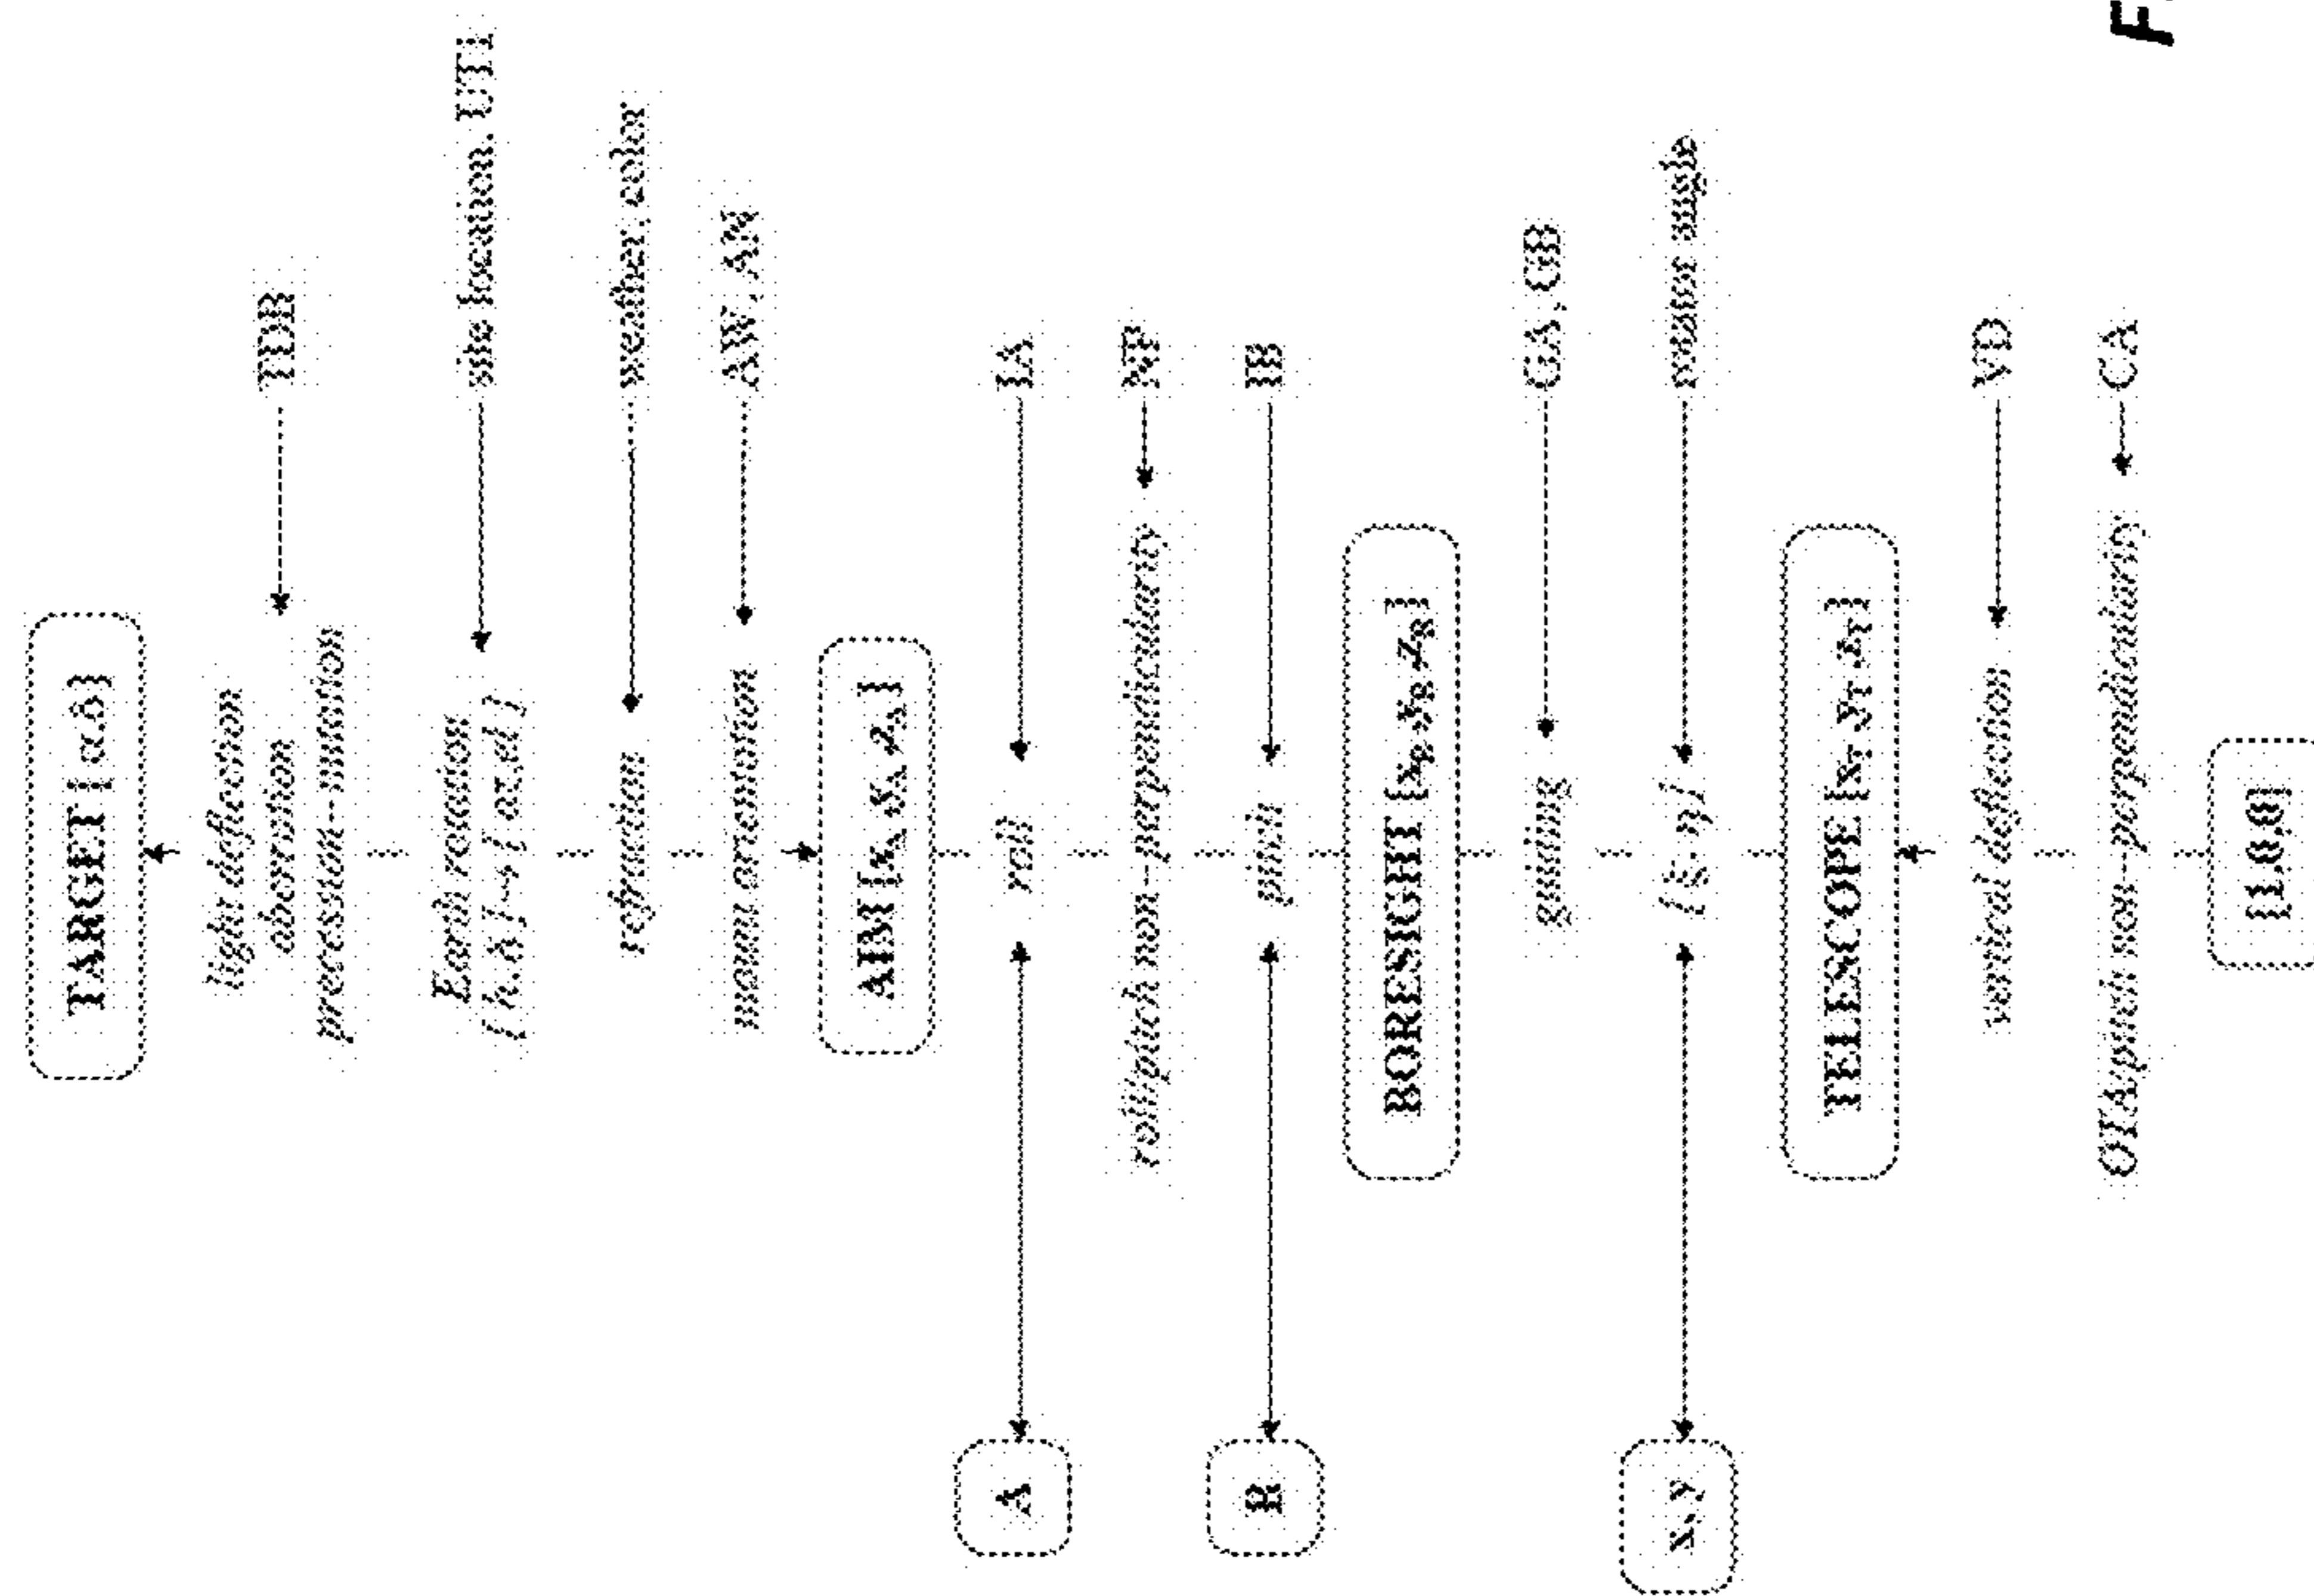 TARGET [ α,δ ]
light deflection
aberration
precession–nutation
TDB
Earth rotation
[ h,δ ]→[ az,el ]
site location, UT1
refraction
weather, color
mount orientation
AW, AN
AIM [xA, yA, zA ]
A
roll
IA
roll/pitch non–perpendicularity
NP
B
pitch
IB
BORESIGHT [xB, yB, zB ]
guiding
GA, GB
x,y
[ξ, η]
rotator angle
TELESCOPE [xT, yT, zT ]
vertical deflection
VD
OTA/pitch non–perpendicularity
CA
[1,0,0]